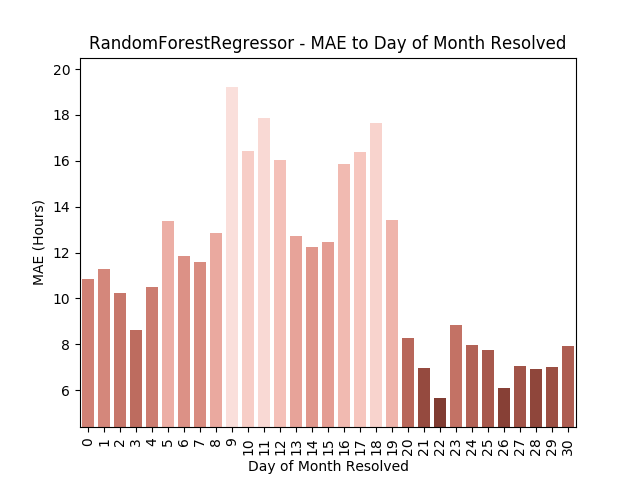 RandomForestRegressor - MAE to Day of Month Resolved
20
18
16
14
12
10
8
6
MAE (Hours)
0 1 2 3 4 5 6 7 8 9 10 11 12 13 14 15 16 17 18 19 20 21 22 23 24 25 26 27 28 29 30
Day of Month Resolved